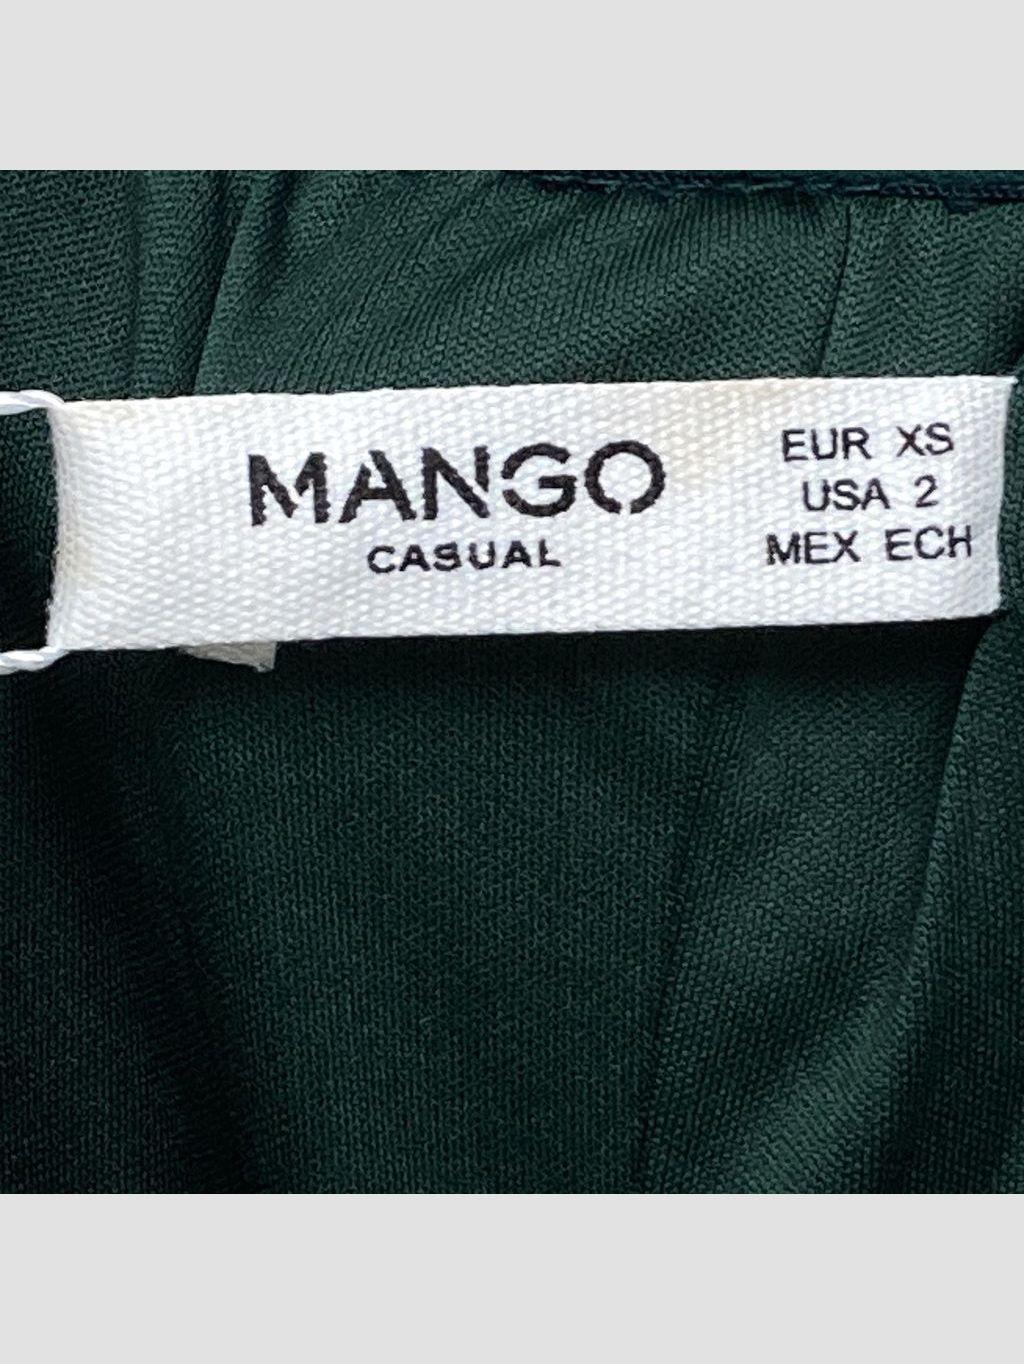 MANGO
CASUAL
EUR XS
USA 2
MEX ECH